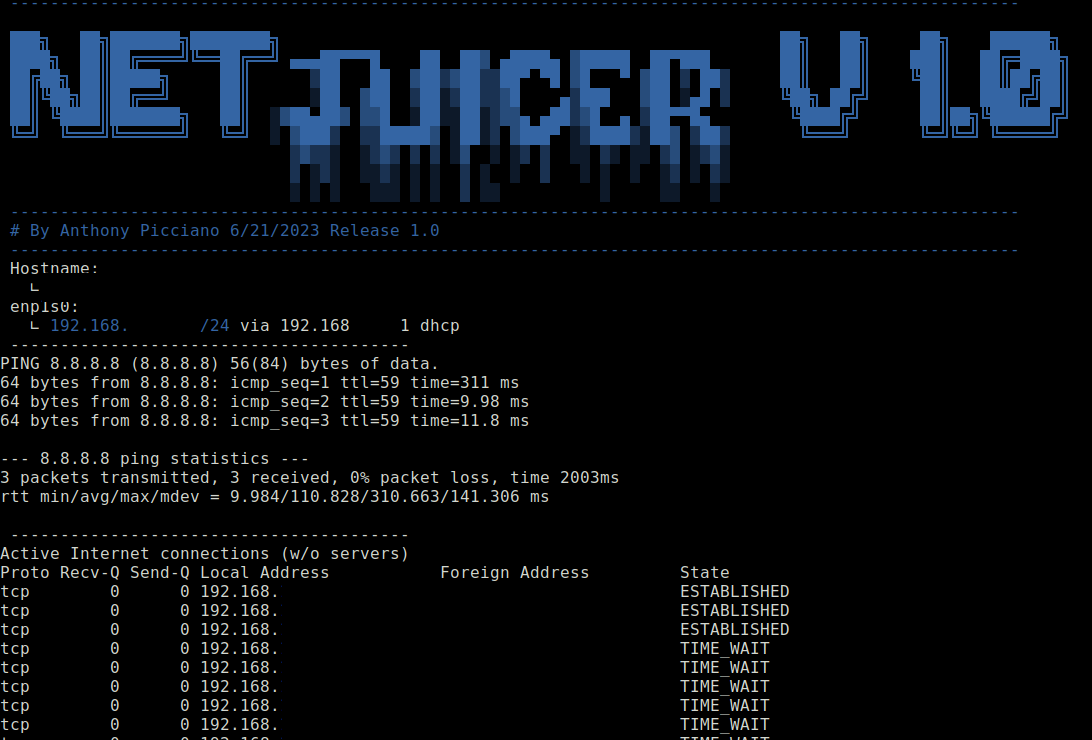 NET-JUICER V 1.0
# By Anthony Picciano 6/21/2023 Release 1.0
Hostname:
enp1s0:
192.168. /24 via 192.168 1 dhcp
----------------------------------------
PING 8.8.8.8 (8.8.8.8) 56(84) bytes of data.
64 bytes from 8.8.8.8: icmp_seq=1 ttl=59 time=311 ms
64 bytes from 8.8.8.8: icmp_seq=2 ttl=59 time=9.98 ms
64 bytes from 8.8.8.8: icmp_seq=3 ttl=59 time=11.8 ms
--- 8.8.8.8 ping statistics ---
3 packets transmitted, 3 received, 0% packet loss, time 2003ms
rtt min/avg/max/mdev = 9.984/110.828/310.663/141.306 ms
----------------------------------------
Active Internet connections (w/o servers)
Proto Recv-Q Send-Q Local Address Foreign Address State
tcp 0 0 192.168. ESTABLISHED
tcp 0 0 192.168. ESTABLISHED
tcp 0 0 192.168. ESTABLISHED
tcp 0 0 192.168. TIME_WAIT
tcp 0 0 192.168. TIME_WAIT
tcp 0 0 192.168. TIME_WAIT
tcp 0 0 192.168. TIME_WAIT
tcp 0 0 192.168. TIME_WAIT